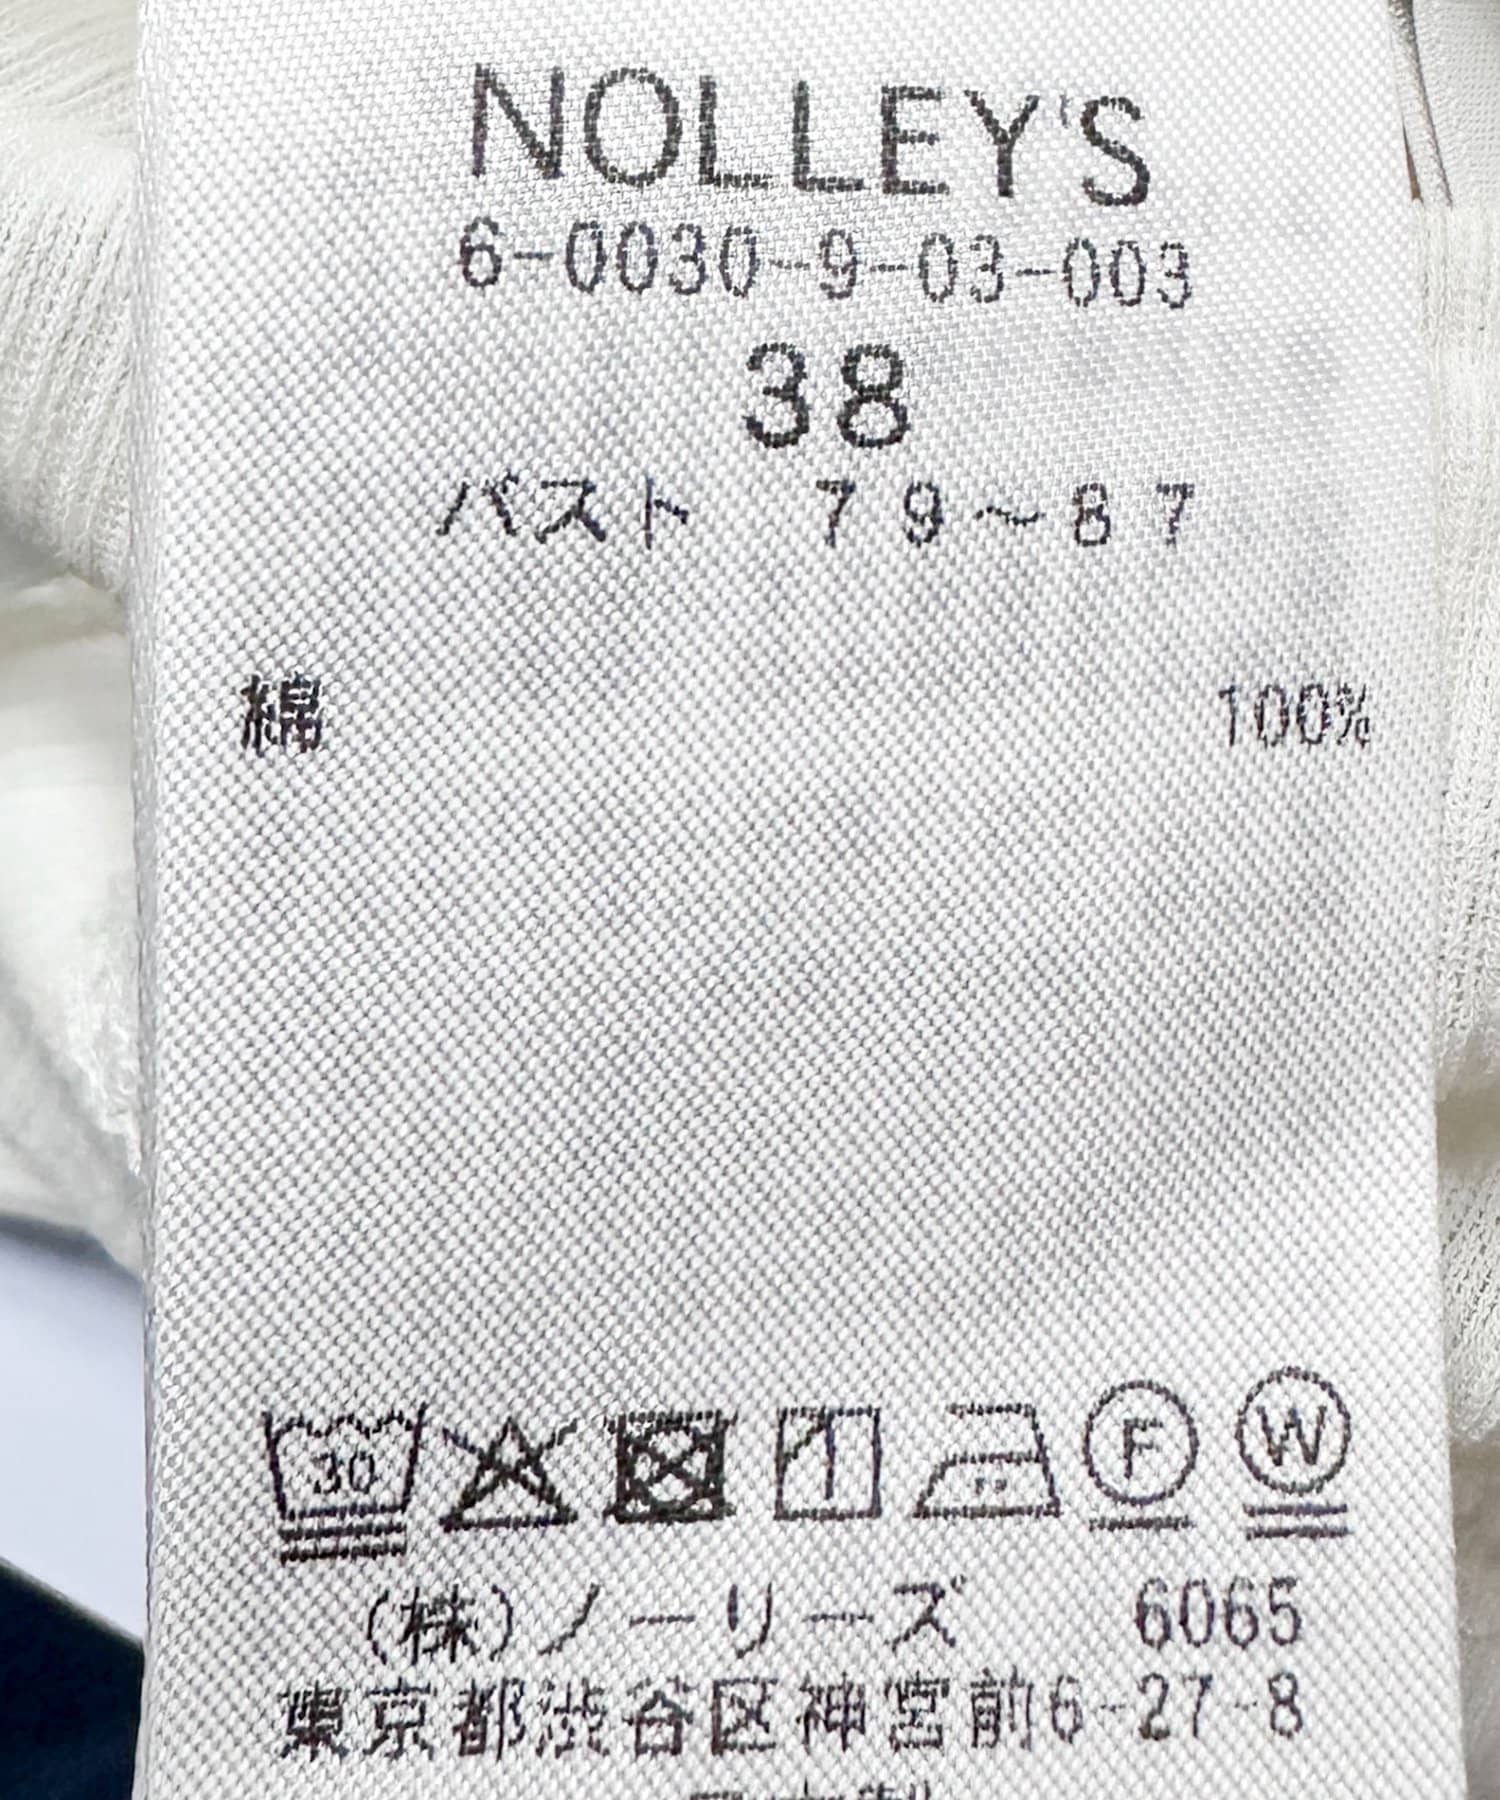 NOLLEY'S
6-0030-9-03-003
38
バスト　79～87
綿 100%
30
F W
(株)ノーリーズ 6065
東京都渋谷区神宮前6-27-8